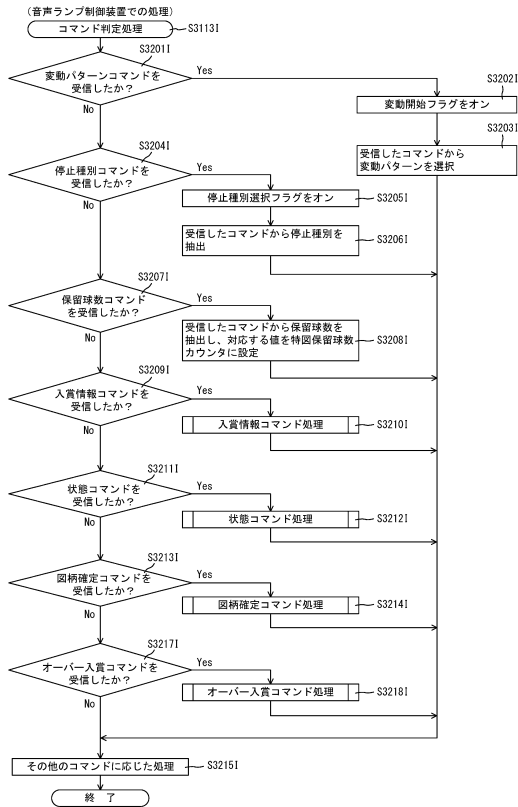 (音声ランプ制御装置での処理)
コマンド判定処理
S3113I
S3201I
変動パターンコマンドを
受信したか?
Yes
No
S3202I
変動開始フラグをオン
S3203I
受信したコマンドから
変動パターンを選択
S3204I
停止種別コマンドを
受信したか?
Yes
No
停止種別選択フラグをオン
S3205I
受信したコマンドから停止種別を
抽出
S3206I
S3207I
保留球数コマンド
を受信したか?
Yes
No
受信したコマンドから保留球数を
抽出し、対応する値を特図保留球数
カウンタに設定
S3208I
S3209I
入賞情報コマンドを
受信したか?
Yes
No
入賞情報コマンド処理
S3210I
S3211I
状態コマンドを
受信したか?
Yes
No
状態コマンド処理
S3212I
S3213I
図柄確定コマンドを
受信したか?
Yes
No
図柄確定コマンド処理
S3214I
S3217I
オーバー入賞コマンドを
受信したか?
Yes
No
オーバー入賞コマンド処理
S3218I
その他のコマンドに応じた処理
S3215I
終 了